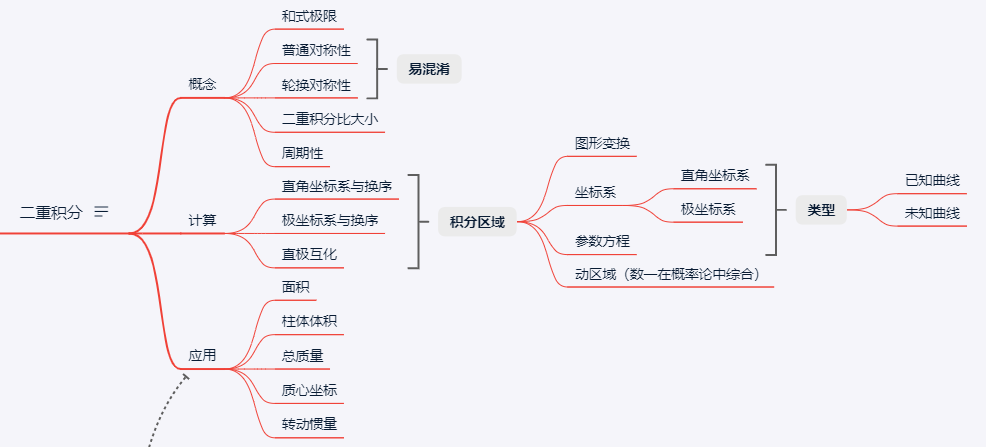 二重积分
概念
和式极限
普通对称性
轮换对称性
易混淆
二重积分比大小
周期性
计算
直角坐标系与换序
极坐标系与换序
直极互化
积分区域
图形变换
坐标系
直角坐标系
极坐标系
参数方程
动区域（数一在概率论中综合）
类型
已知曲线
未知曲线
应用
面积
柱体体积
总质量
质心坐标
转动惯量